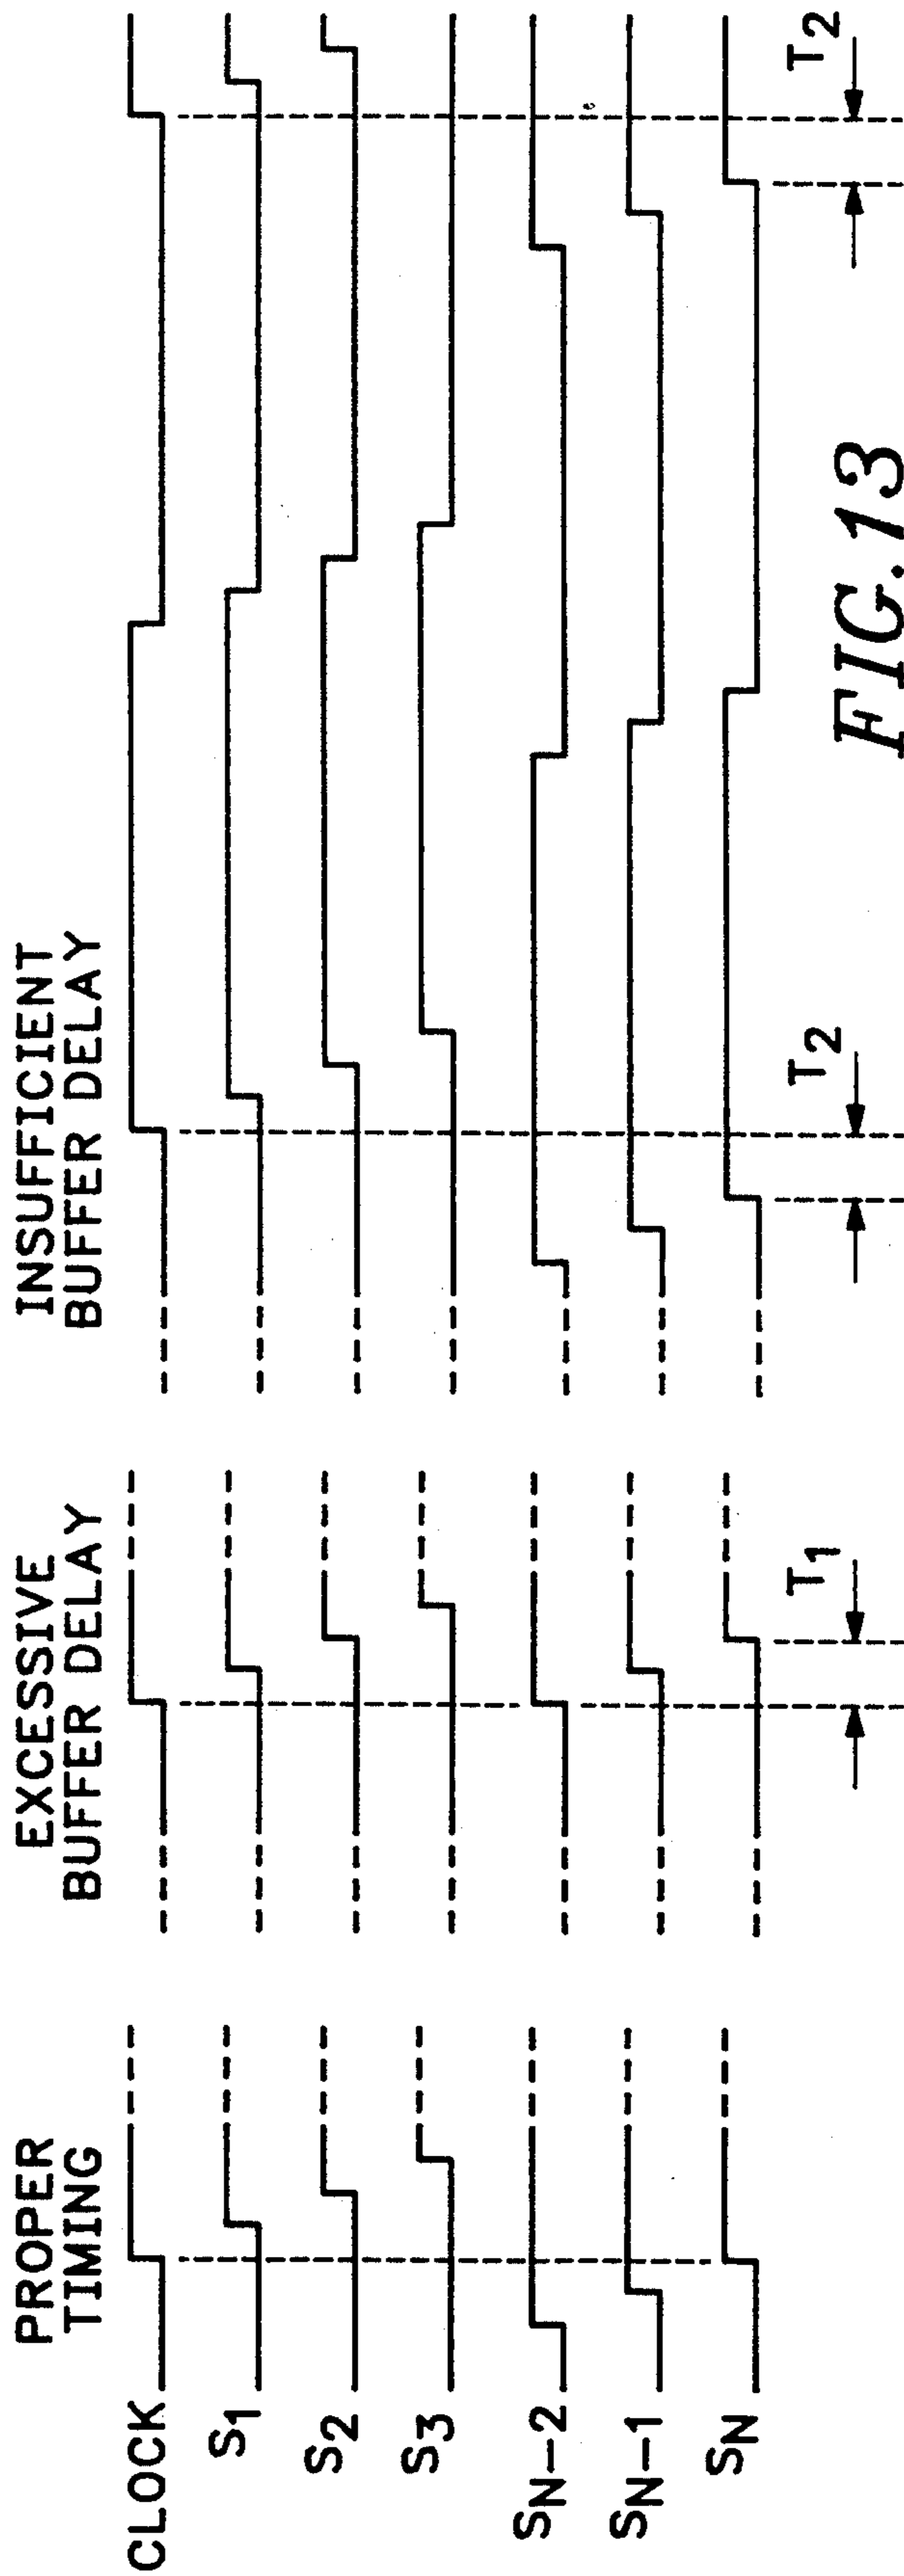 PROPER
TIMING
EXCESSIVE
BUFFER DELAY
INSUFFICIENT
BUFFER DELAY
CLOCK
S1
S2
S3
SN-2
SN-1
SN
T1
T2
T2
FIG. 13